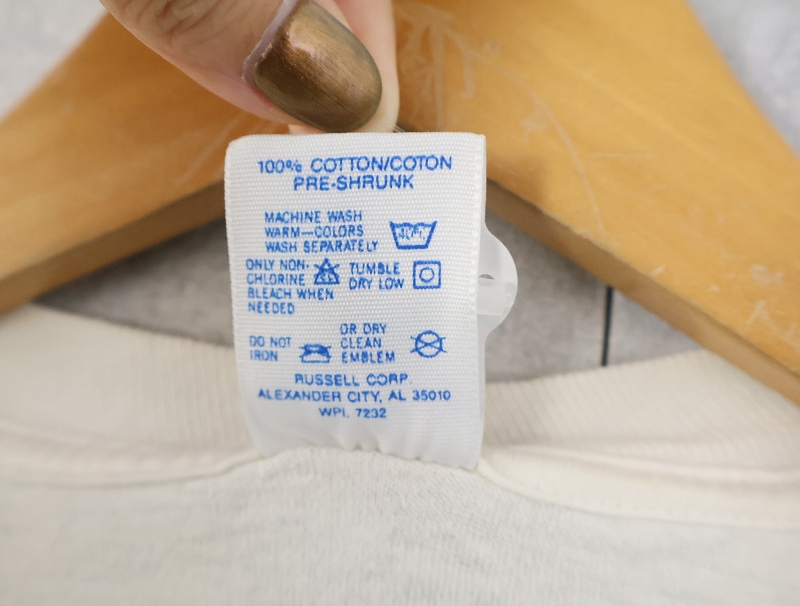 100% COTTON/COTON
PRE-SHRUNK
MACHINE WASH
WARM—COLORS
WASH SEPARATELY
40°C
ONLY NON-
CHLORINE
BLEACH WHEN
NEEDED
TUMBLE
DRY LOW
DO NOT
IRON
OR DRY
CLEAN
EMBLEM
RUSSELL CORP.
ALEXANDER CITY, AL 35010
WPL 7232